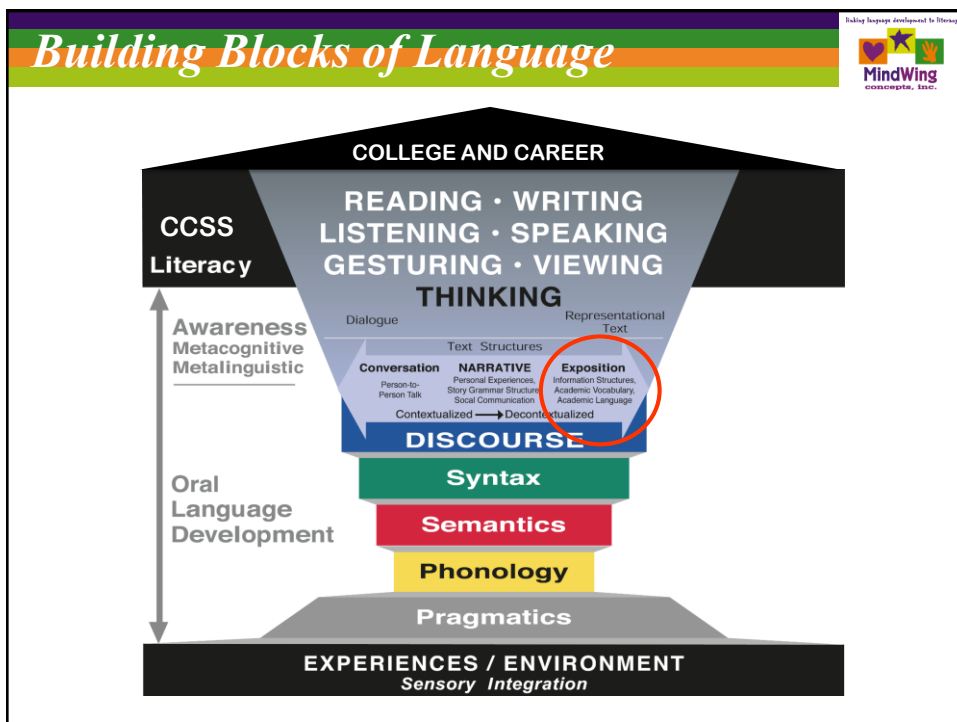 linking language development to literacy
Building Blocks of Language
MindWing
concepts, inc.
COLLEGE AND CAREER
CCSS
Literacy
READING • WRITING
LISTENING • SPEAKING
GESTURING • VIEWING
THINKING
Dialogue
Representational
Text
Awareness
Metacognitive
Metalinguistic
Text Structures
Conversation
Person-to-
Person Talk
NARRATIVE
Personal Experiences,
Story Grammar Structure,
Socal Communication
Exposition
Information Structures,
Academic Vocabulary,
Academic Language
Contextualized → Decontextualized
DISCOURSE
Oral
Language
Development
Syntax
Semantics
Phonology
Pragmatics
EXPERIENCES / ENVIRONMENT
Sensory Integration